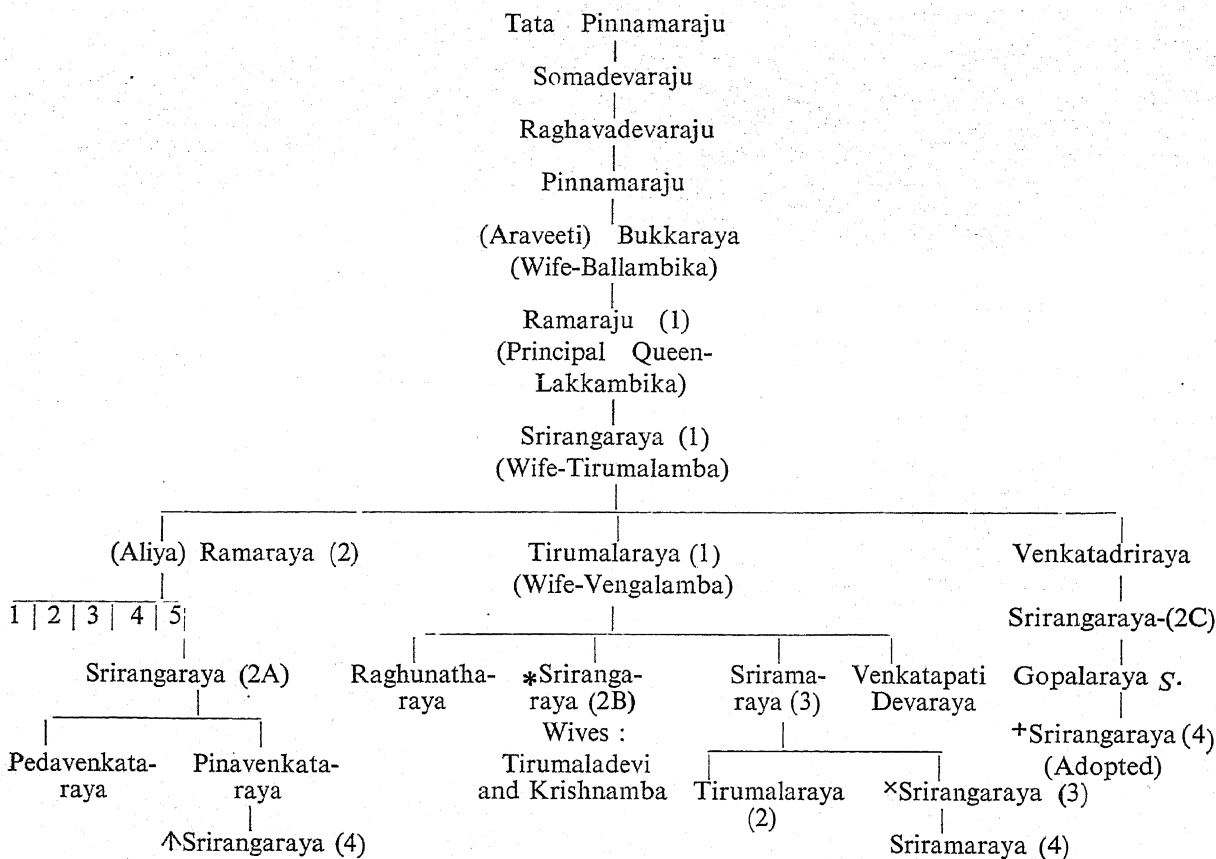 Tata Pinnamaraju
Somadevaraju
Raghavadevaraju
Pinnamaraju
(Araveeti) Bukkaraya
(Wife-Ballambika)
Ramaraju (1)
(Principal Queen-
Lakkambika)
Srirangaraya (1)
(Wife-Tirumalamba)
(Aliya) Ramaraya (2)
Tirumalaraya (1)
(Wife-Vengalamba)
Venkatadriraya
1 | 2 | 3 | 4 | 5
Srirangaraya-(2C)
Srirangaraya (2A)
Raghunatha-
raya
*Sriranga-
raya (2B)
Wives :
Tirumaladevi
and Krishnamba
Srirama-
raya (3)
Venkatapati
Devaraya
Gopalaraya S.
+Srirangaraya (4)
(Adopted)
Pedavenkata-
raya
Pinavenkata-
raya
Tirumalaraya
(2)
×Srirangaraya (3)
↑Srirangaraya (4)
Sriramaraya (4)